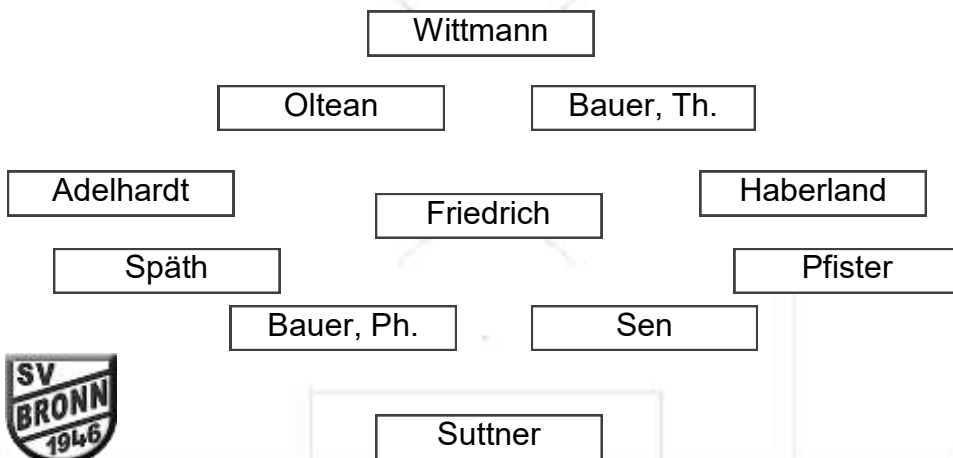 Wittmann
Oltean
Bauer, Th.
Adelhardt
Friedrich
Haberland
Späth
Pfister
Bauer, Ph.
Sen
SV
BRONN
1946
Suttner